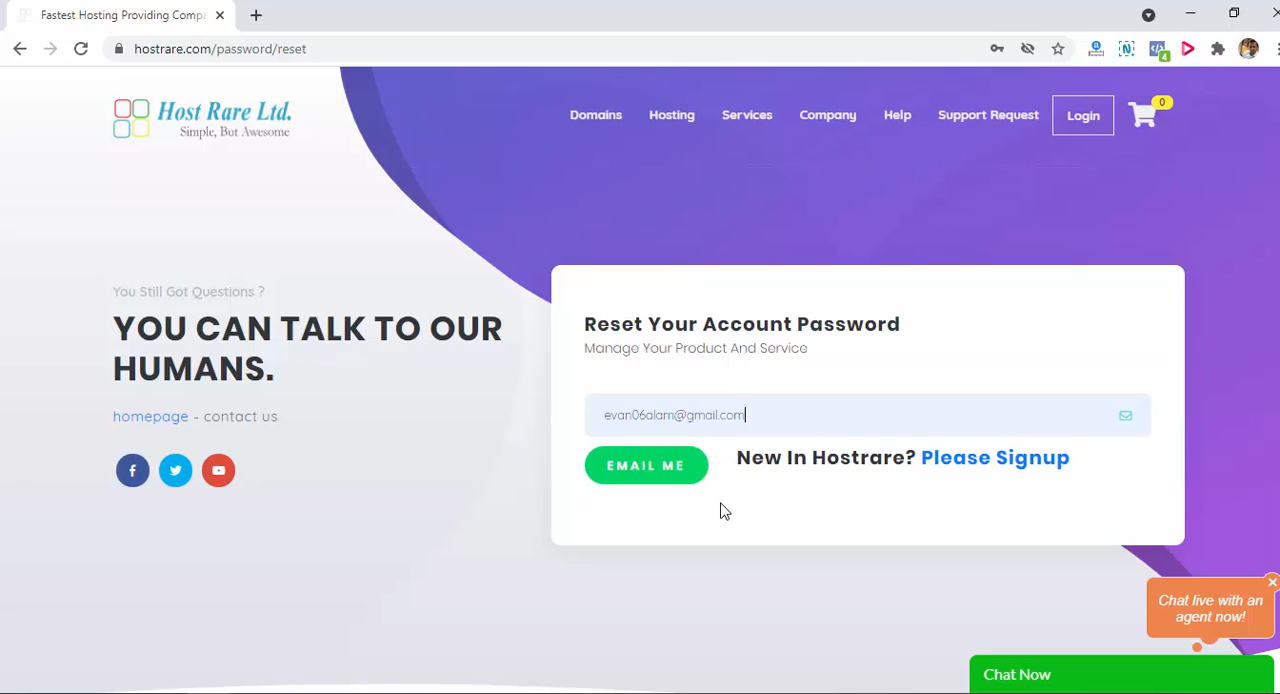 Fastest Hosting Providing Compa
hostrare.com/password/reset
4
Host Rare Ltd.
Simple, But Awesome
Domains
Hosting
Services
Company
Help
Support Request
Login
0
You Still Got Questions ?
YOU CAN TALK TO OUR
HUMANS.
homepage - contact us
Reset Your Account Password
Manage Your Product And Service
evan06alam@gmail.com
EMAIL ME
New In Hostrare? Please Signup
Chat live with an
agent now!
Chat Now